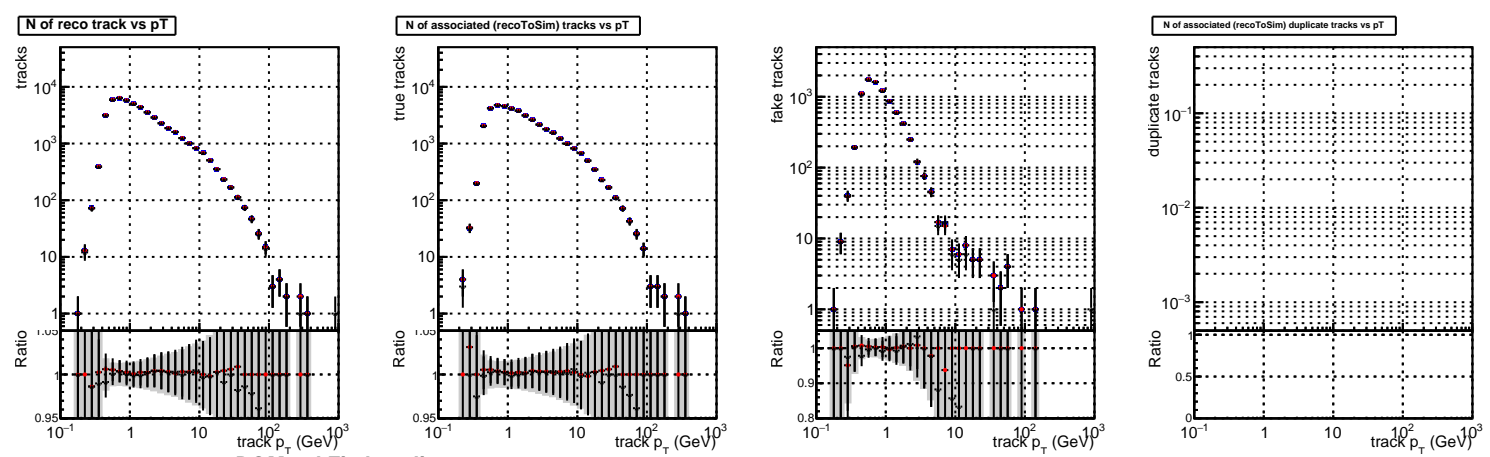 N of reco track vs pT
tracks
10^4
10^3
10^2
10
1
1.05
Ratio
1
0.95
10^-1 1 10 10^2 10^3
track p_T (GeV)
N of associated (recoToSim) tracks vs pT
true tracks
10^4
10^3
10^2
10
1
1.05
Ratio
1
0.95
10^-1 1 10 10^2 10^3
track p_T (GeV)
fake tracks
10^3
10^2
10
1
Ratio
1
0.9
0.8
10^-1 1 10 10^2 10^3
track p_T (GeV)
N of associated (recoToSim) duplicate tracks vs pT
duplicate tracks
10^-1
10^-2
10^-3
Ratio
1
0.5
0
10^-1 1 10 10^2 10^3
track p_T (GeV)